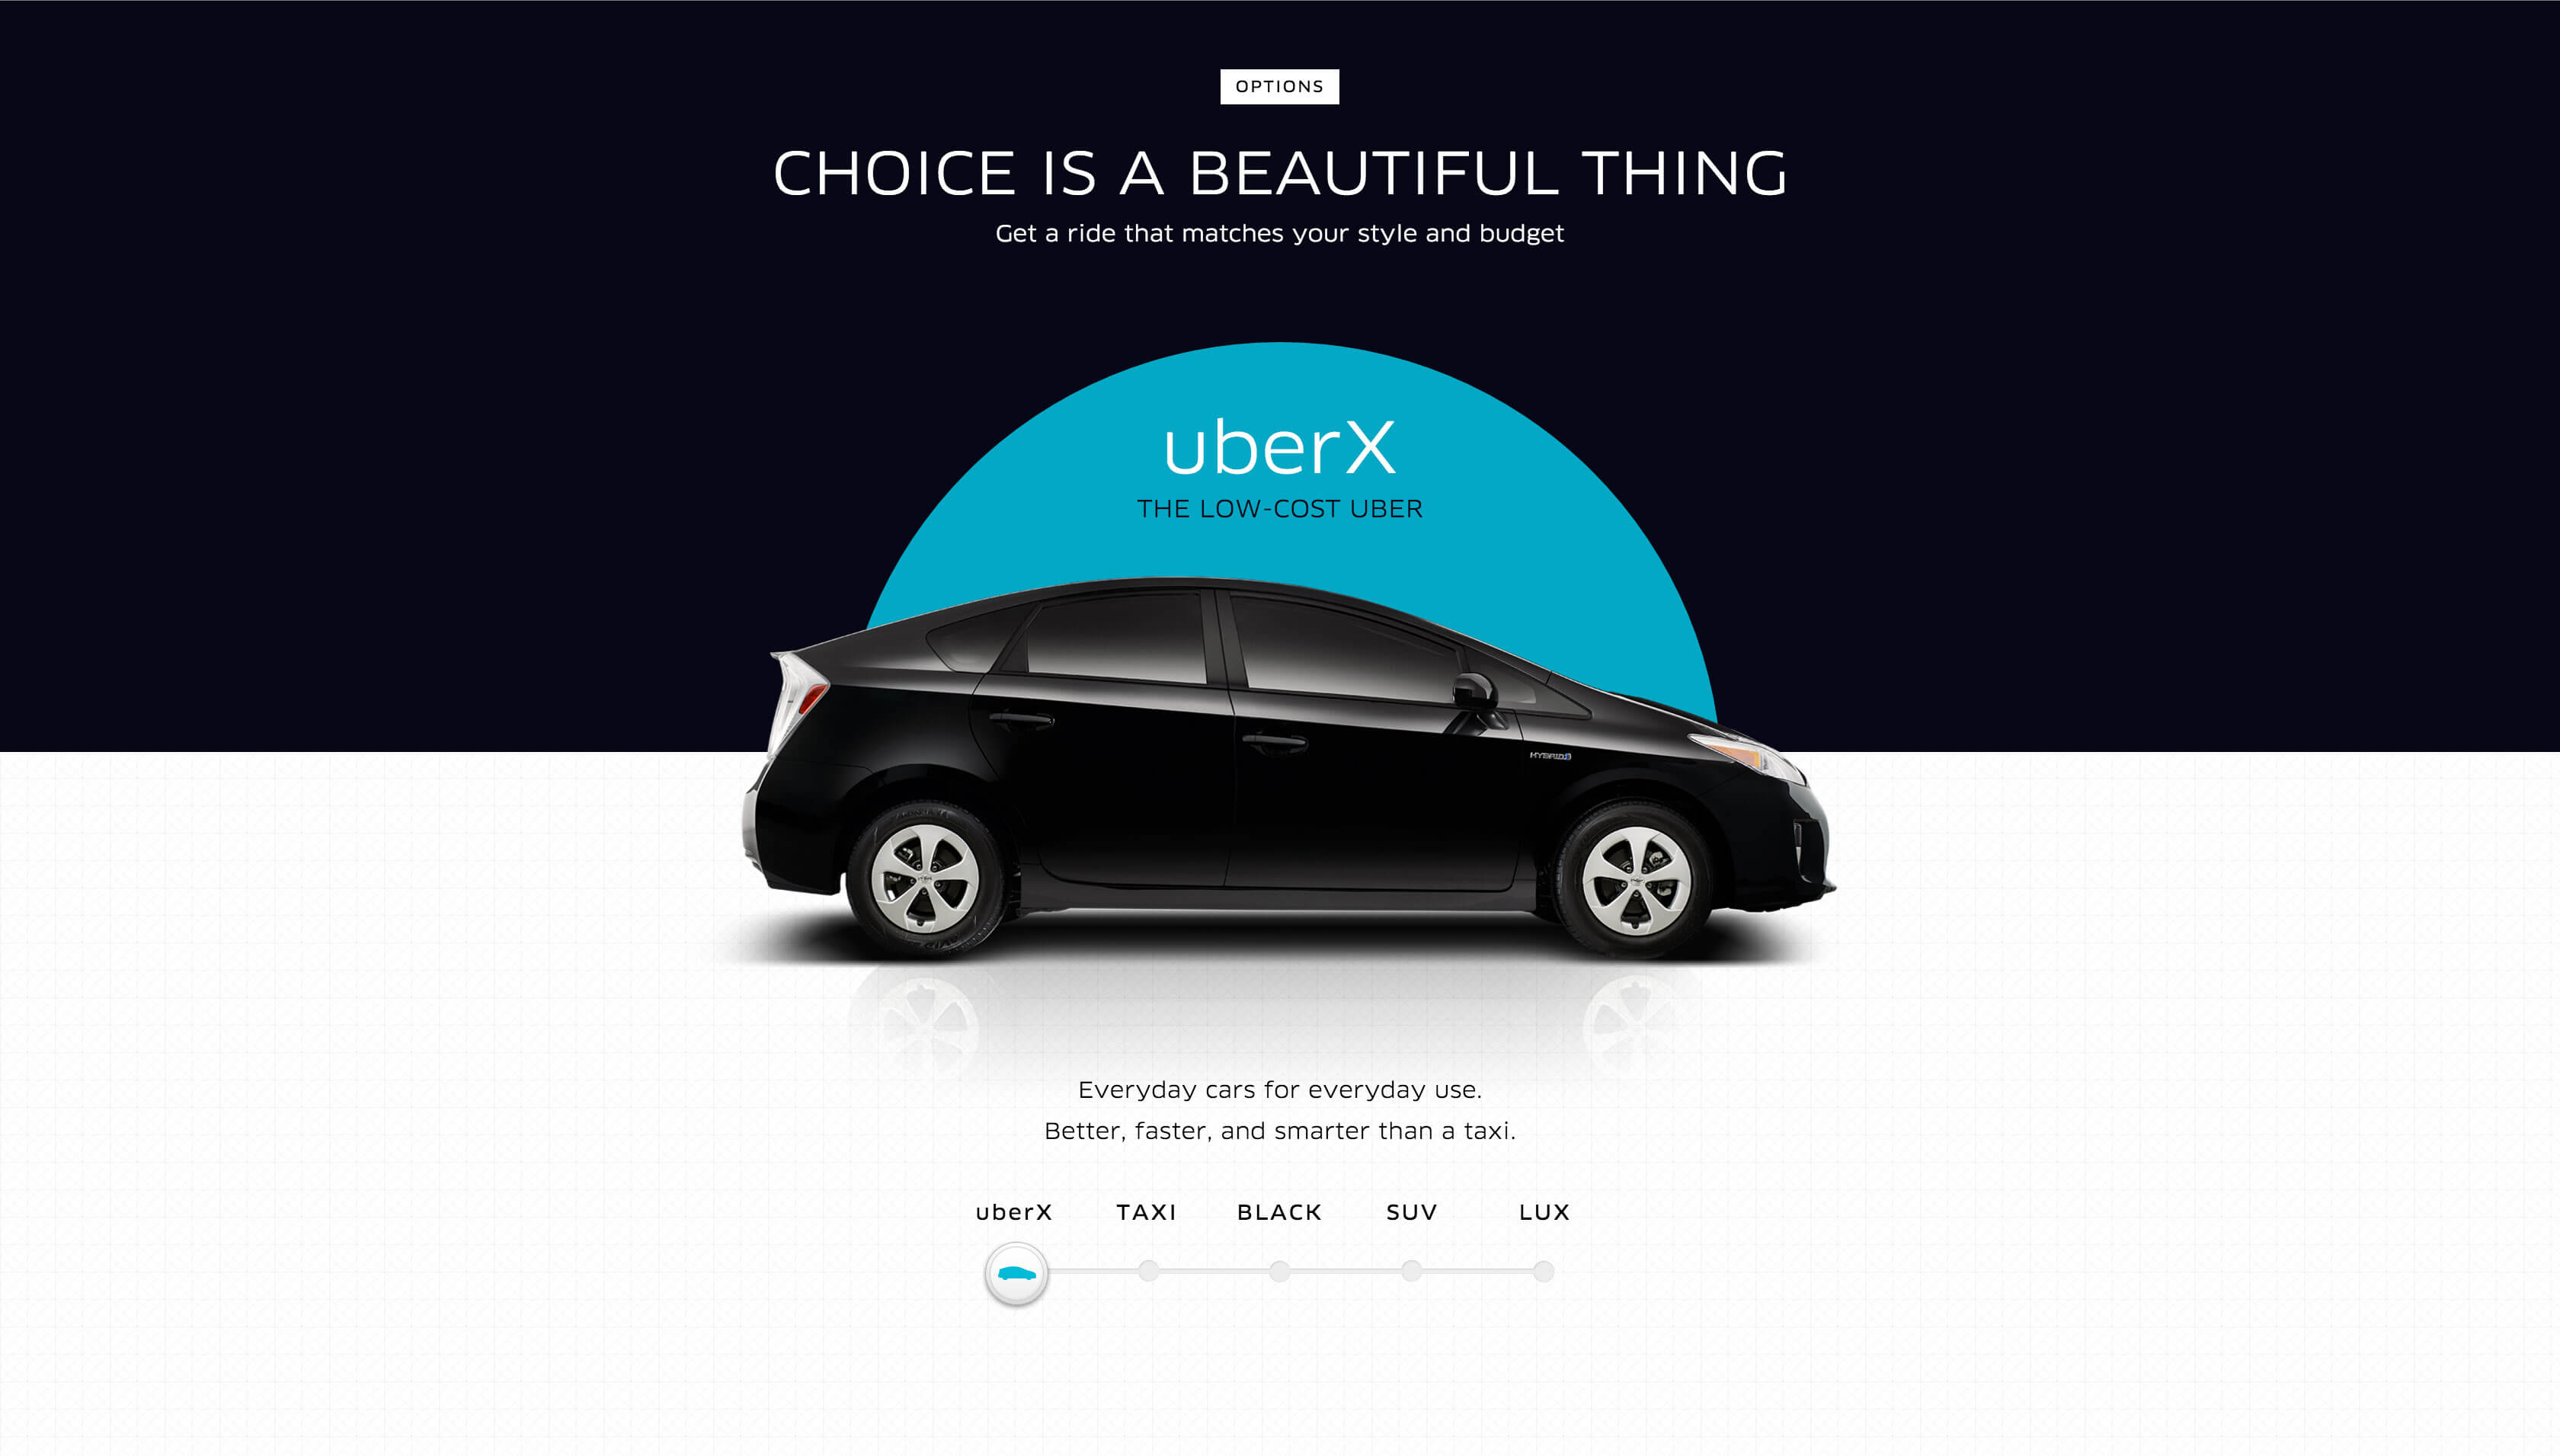 OPTIONS
CHOICE IS A BEAUTIFUL THING
Get a ride that matches your style and budget
uberX
THE LOW-COST UBER
HYBRID
Everyday cars for everyday use.
Better, faster, and smarter than a taxi.
uberX TAXI BLACK SUV LUX